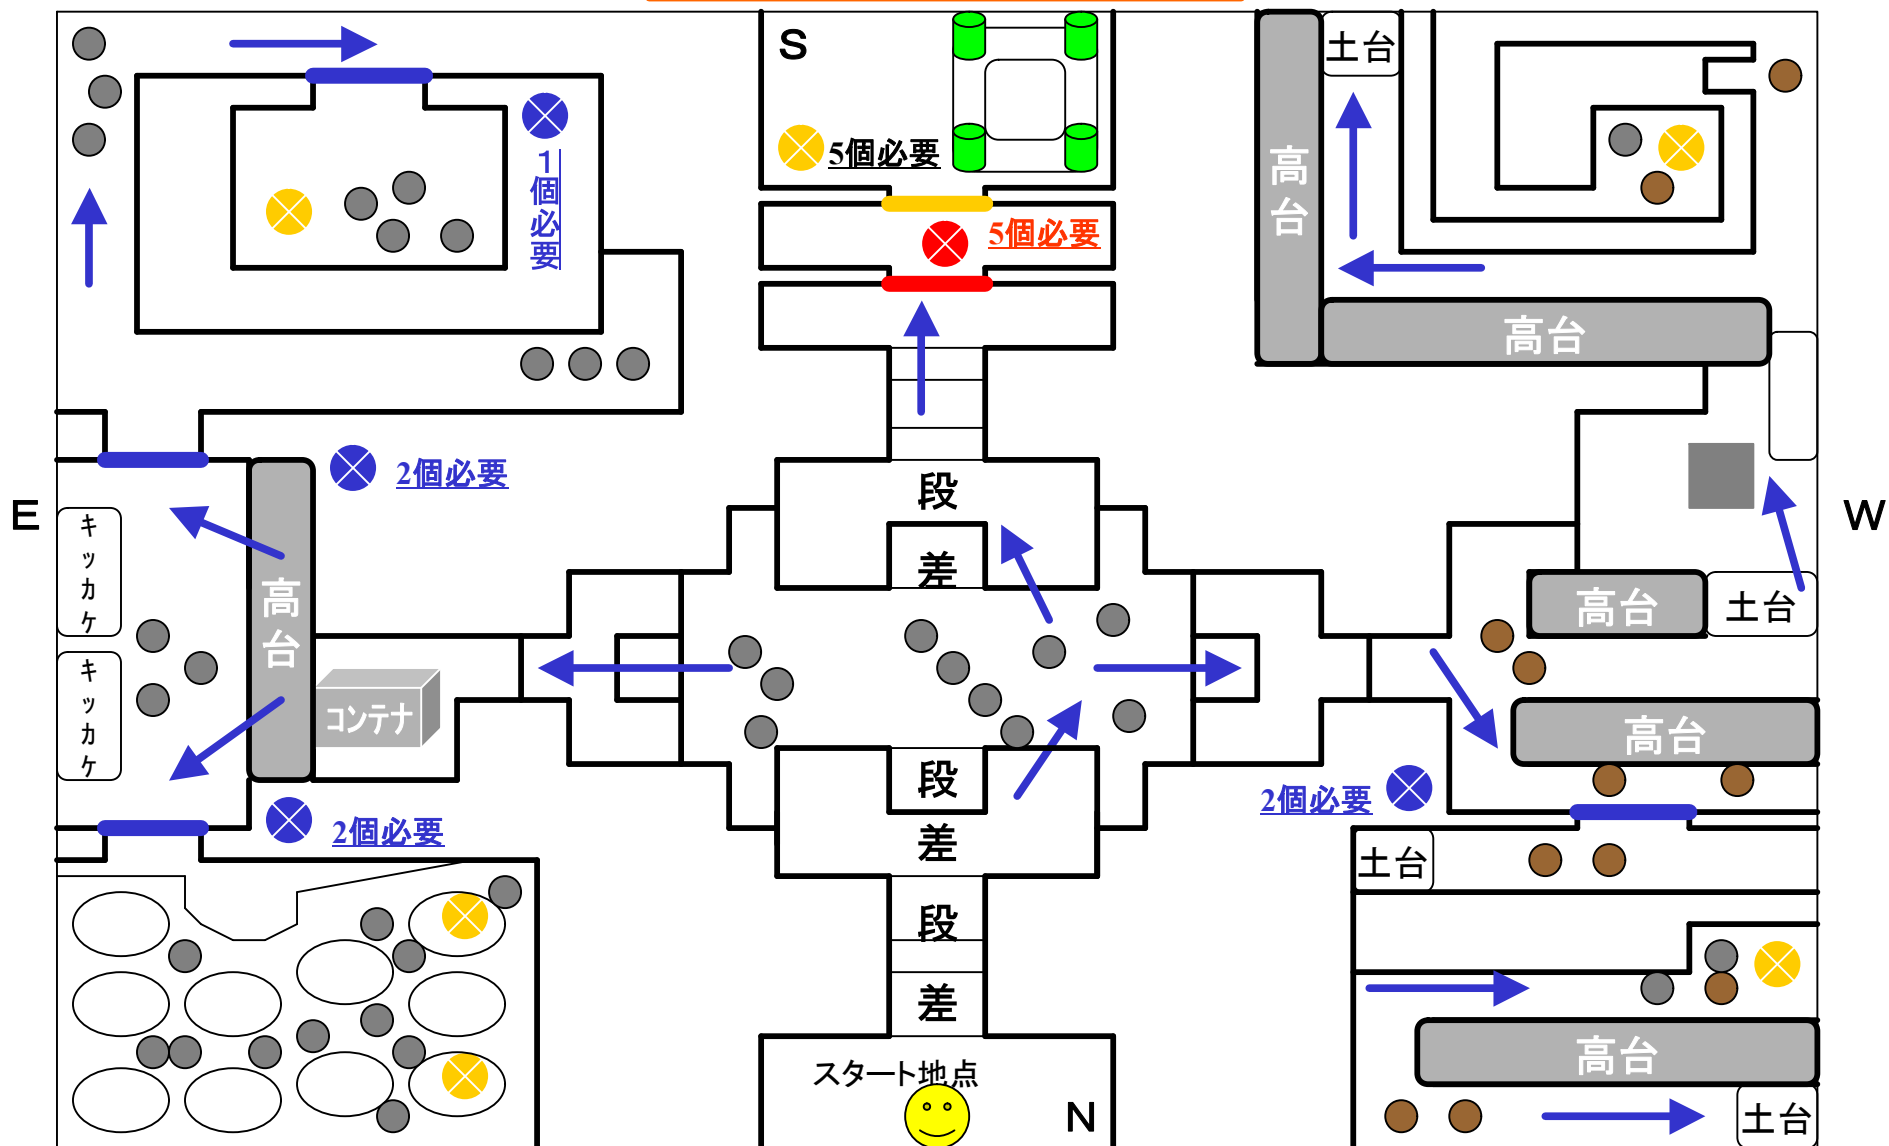 S
土台
5個必要
高台
1個必要
5個必要
高台
2個必要
段
差
E
W
キッカケ
高台
高台
土台
キッカケ
コンテナ
高台
段
差
2個必要
2個必要
土台
段
差
高台
スタート地点
N
土台